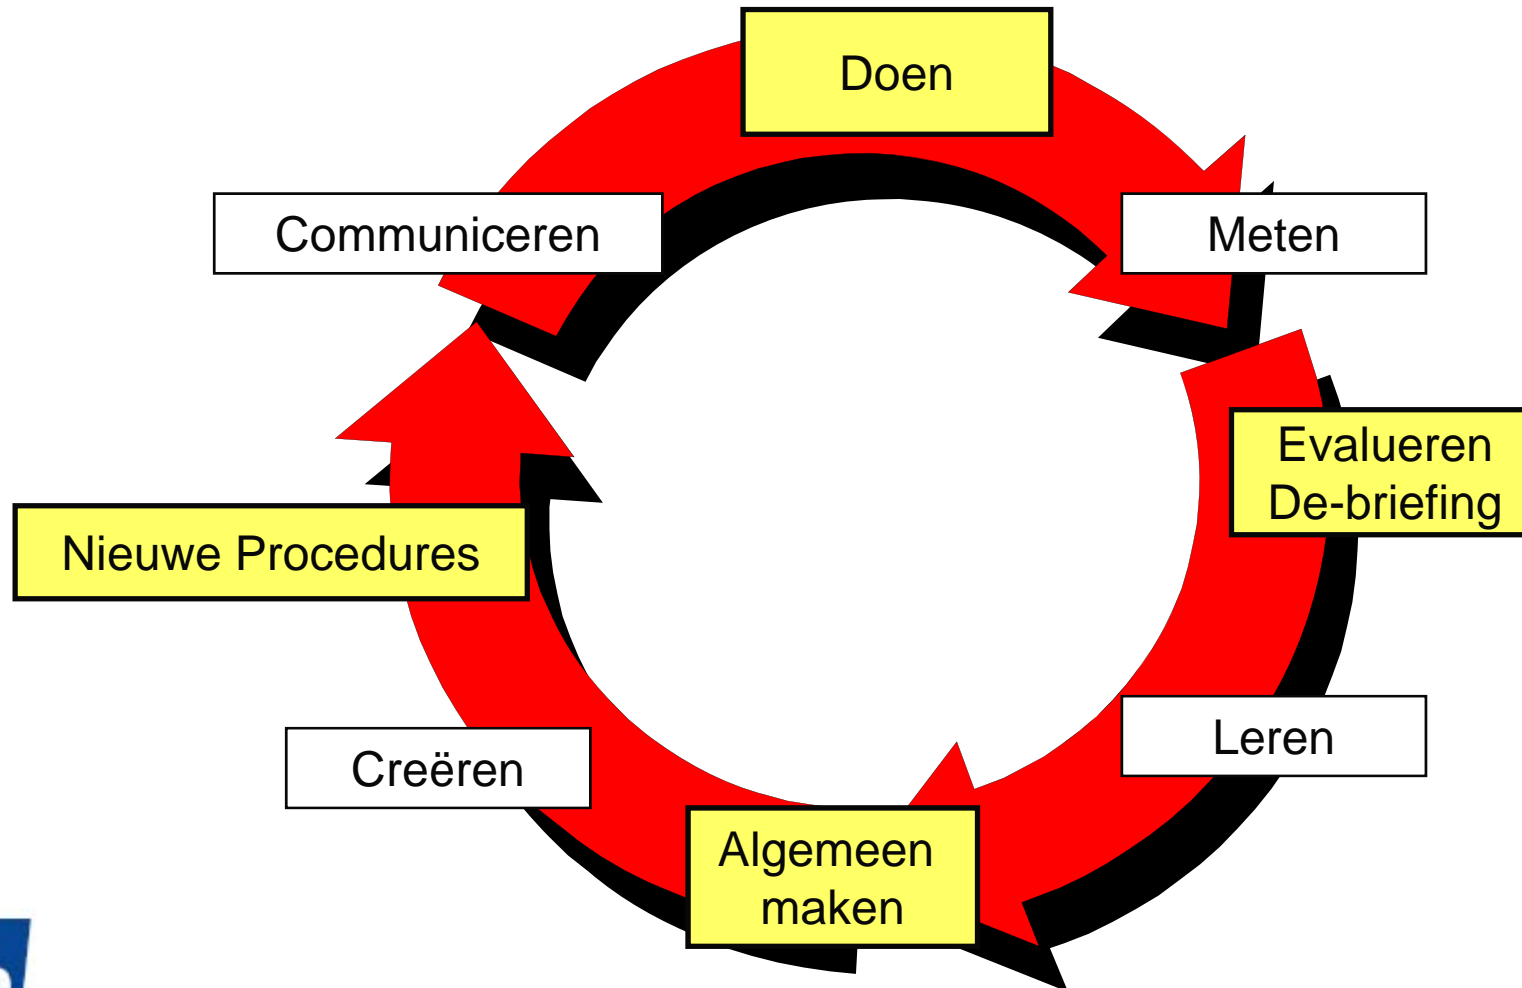 Doen
Communiceren
Meten
Evalueren
De-briefing
Nieuwe Procedures
Leren
Creëren
Algemeen
maken